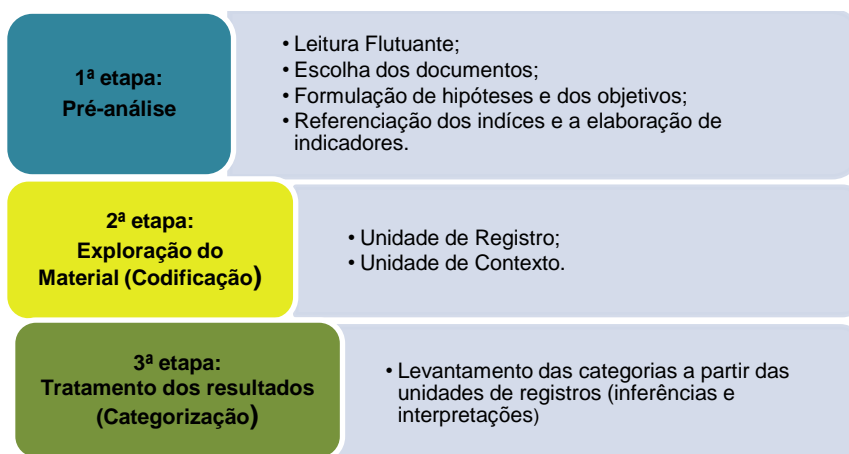 1ª etapa:
Pré-análise
• Leitura Flutuante;
• Escolha dos documentos;
• Formulação de hipóteses e dos objetivos;
• Referenciação dos indíces e a elaboração de
indicadores.
2ª etapa:
Exploração do
Material (Codificação)
• Unidade de Registro;
• Unidade de Contexto.
3ª etapa:
Tratamento dos resultados
(Categorização)
• Levantamento das categorias a partir das
unidades de registros (inferências e
interpretações)